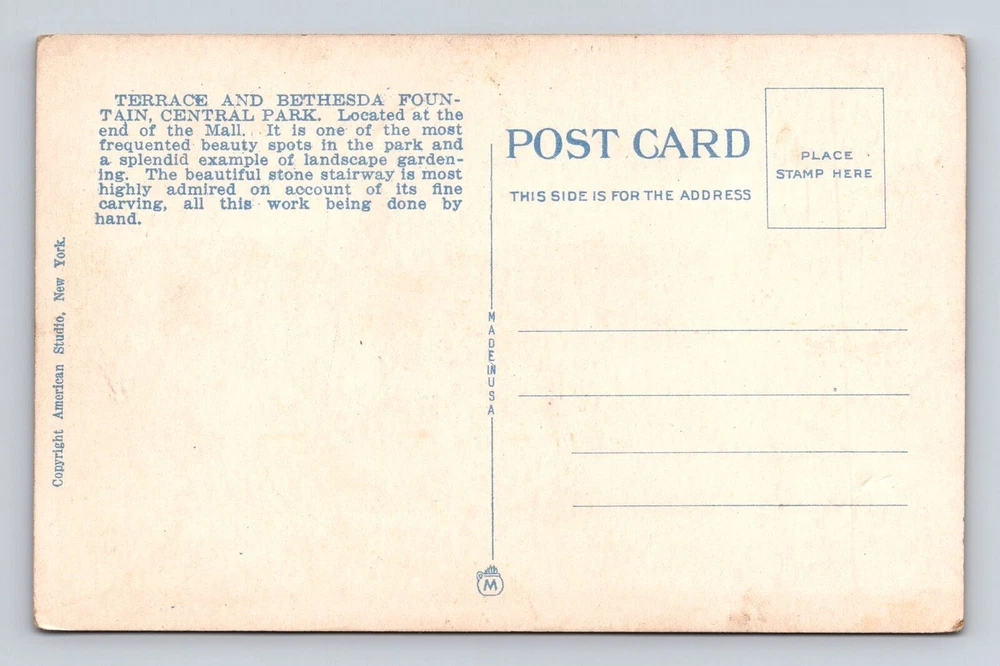 TERRACE AND BETHESDA FOUN-
TAIN, CENTRAL PARK. Located at the
end of the Mall. It is one of the most
frequented beauty spots in the park and
a splendid example of landscape garden-
ing. The beautiful stone stairway is most
highly admired on account of its fine
carving, all this work being done by
hand.
Copyright American Studio, New York.
MADE IN USA
M
POST CARD
THIS SIDE IS FOR THE ADDRESS
PLACE
STAMP HERE